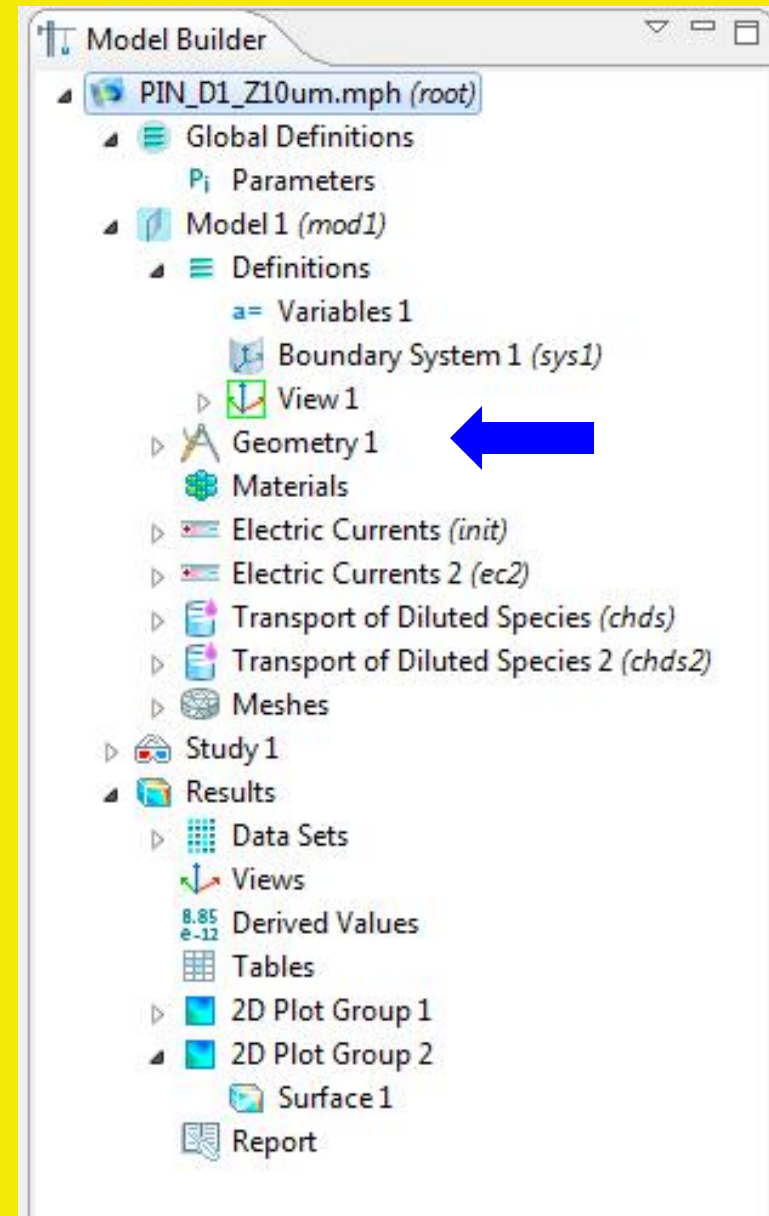 Model Builder
PIN_D1_Z10um.mph (root)
Global Definitions
Pi Parameters
Model 1 (mod1)
Definitions
a= Variables 1
Boundary System 1 (sys1)
View 1
Geometry 1
Materials
Electric Currents (init)
Electric Currents 2 (ec2)
Transport of Diluted Species (chds)
Transport of Diluted Species 2 (chds2)
Meshes
Study 1
Results
Data Sets
Views
8.85
e-12 Derived Values
Tables
2D Plot Group 1
2D Plot Group 2
Surface 1
Report